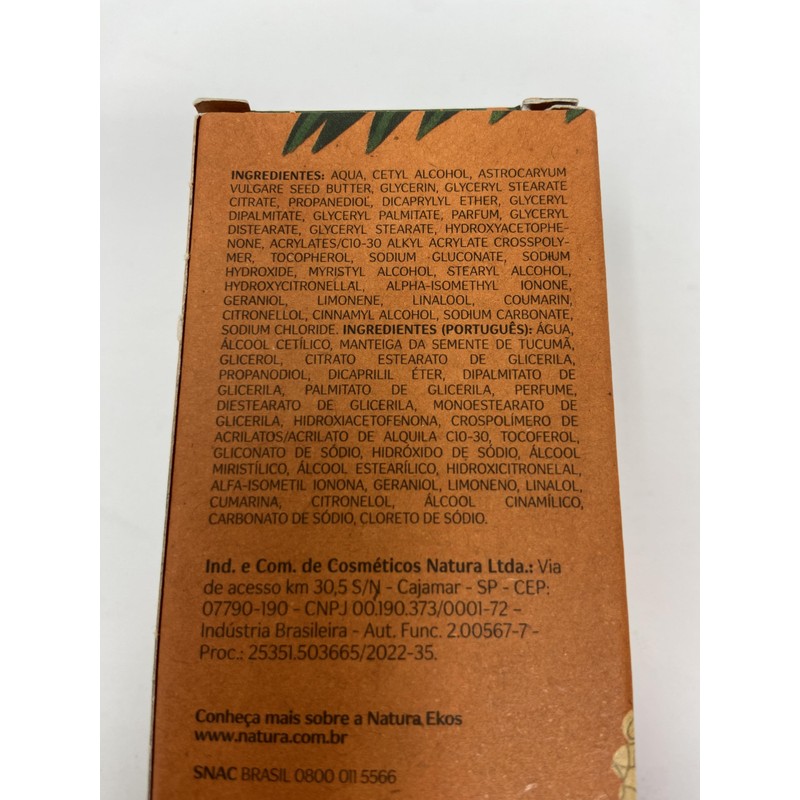 INGREDIENTES: AQUA, CETYL ALCOHOL, ASTROCARYUM
VULGARE SEED BUTTER, GLYCERIN, GLYCERYL STEARATE
CITRATE, PROPANEDIOL, DICAPRYLYL ETHER, GLYCERYL
DIPALMITATE, GLYCERYL PALMITATE, PARFUM, GLYCERYL
DISTEARATE, GLYCERYL STEARATE, HYDROXYACETOPHE-
NONE, ACRYLATES/C10-30 ALKYL ACRYLATE CROSSPOLY-
MER, TOCOPHEROL, SODIUM GLUCONATE, SODIUM
HYDROXIDE, MYRISTYL ALCOHOL, STEARYL ALCOHOL,
HYDROXYCITRONELLAL, ALPHA-ISOMETHYL IONONE,
GERANIOL, LIMONENE, LINALOOL, COUMARIN,
CITRONELLOL, CINNAMYL ALCOHOL, SODIUM CARBONATE,
SODIUM CHLORIDE. INGREDIENTES (PORTUGUÊS): ÁGUA,
ÁLCOOL CETÍLICO, MANTEIGA DA SEMENTE DE TUCUMÃ,
GLICEROL, CITRATO ESTEARATO DE GLICERILA,
PROPANODIOL, DICAPRILIL ÉTER, DIPALMITATO DE
GLICERILA, PALMITATO DE GLICERILA, PERFUME,
DIESTEARATO DE GLICERILA, MONOESTEARATO DE
GLICERILA, HIDROXIACETOFENONA, CROSPOLÍMERO DE
ACRILATOS/ACRILATO DE ALQUILA C10-30, TOCOFEROL,
GLICONATO DE SÓDIO, HIDRÓXIDO DE SÓDIO, ÁLCOOL
MIRISTÍLICO, ÁLCOOL ESTEARÍLICO, HIDROXICITRONELAL,
ALFA-ISOMETIL IONONA, GERANIOL, LIMONENO, LINALOL,
CUMARINA, CITRONELOL, ÁLCOOL CINAMÍLICO,
CARBONATO DE SÓDIO, CLORETO DE SÓDIO.
Ind. e Com. de Cosméticos Natura Ltda.: Via
de acesso km 30,5 S/N - Cajamar - SP - CEP:
07790-190 - CNPJ 00.190.373/0001-72 –
Indústria Brasileira - Aut. Func. 2.00567-7 -
Proc.: 25351.503665/2022-35.
Conheça mais sobre a Natura Ekos
www.natura.com.br
SNAC BRASIL 0800 011 5566